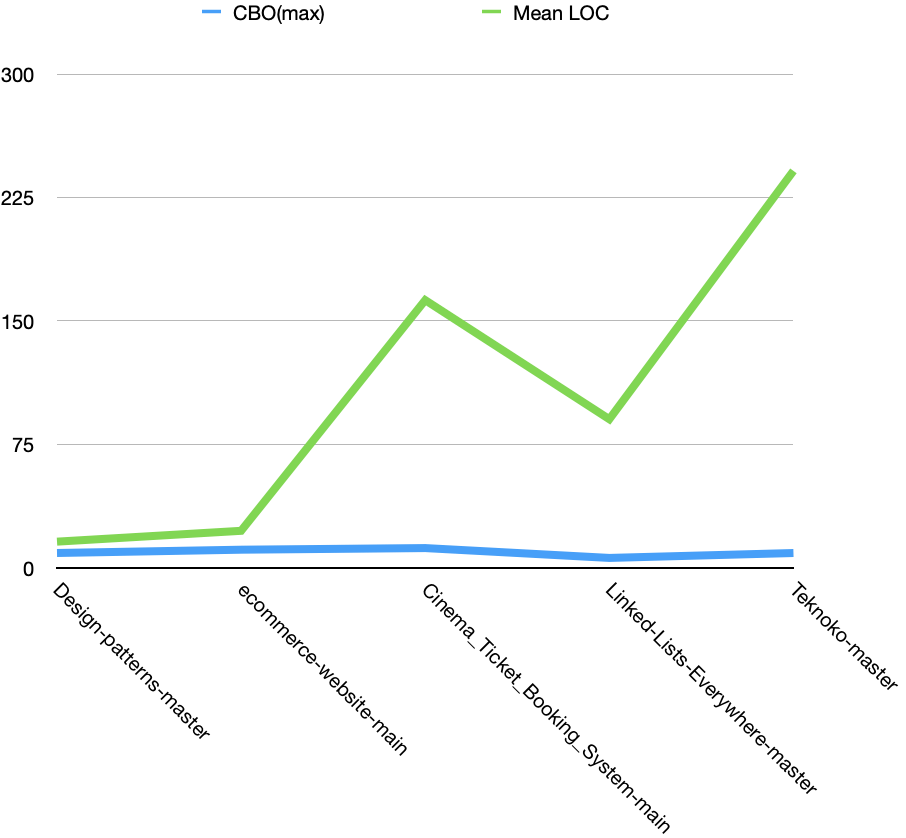 CBO(max)
Mean LOC
300
225
150
75
0
Design-patterns-master
ecommerce-website-main
Cinema_Ticket_Booking_System-main
Linked-Lists-Everywhere-master
Teknoko-master